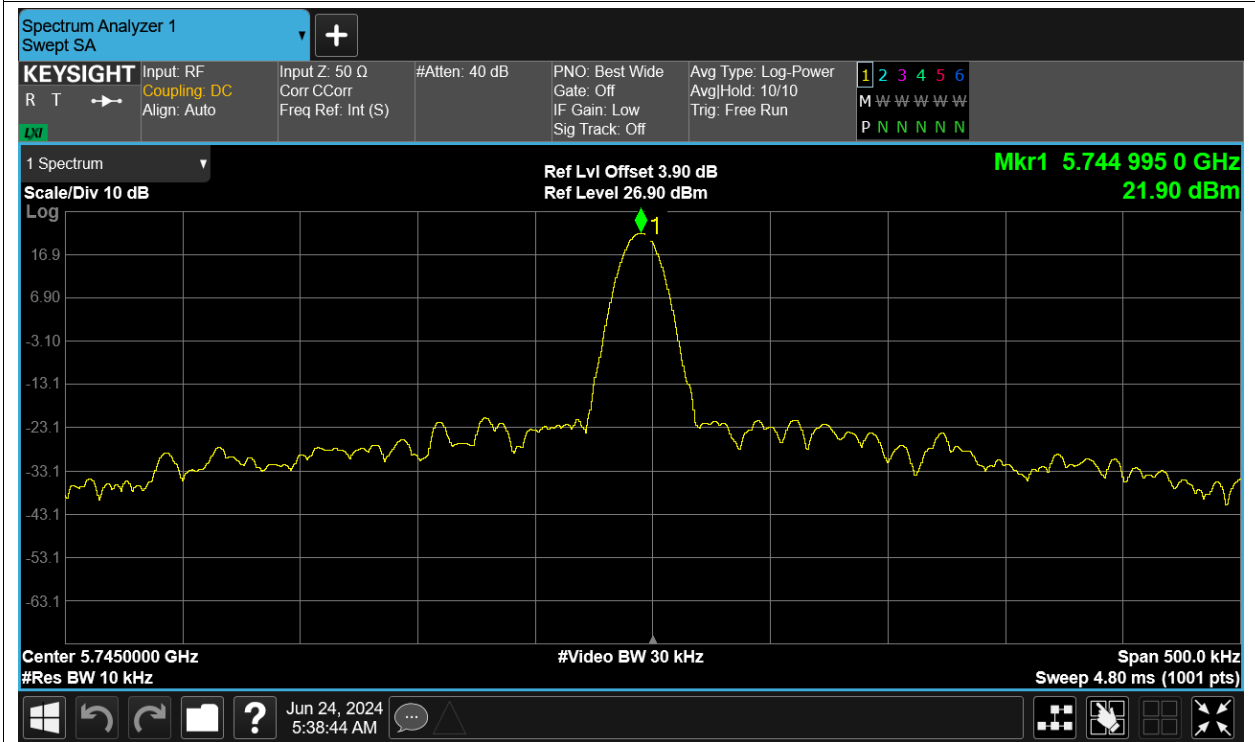 Spectrum Analyzer 1
Swept SA
KEYSIGHT
R T
LXI
Input: RF
Coupling: DC
Align: Auto
Input Z: 50 Ω
Corr CCorr
Freq Ref: Int (S)
#Atten: 40 dB
PNO: Best Wide
Gate: Off
IF Gain: Low
Sig Track: Off
Avg Type: Log-Power
Avg|Hold: 10/10
Trig: Free Run
1 2 3 4 5 6
M W W W W W
P N N N N N
1 Spectrum
Scale/Div 10 dB
Log
Ref Lvl Offset 3.90 dB
Ref Level 26.90 dBm
Mkr1 5.744 995 0 GHz
21.90 dBm
1
16.9
6.90
-3.10
-13.1
-23.1
-33.1
-43.1
-53.1
-63.1
Center 5.7450000 GHz
#Video BW 30 kHz
Span 500.0 kHz
#Res BW 10 kHz
Sweep 4.80 ms (1001 pts)
?
Jun 24, 2024
5:38:44 AM